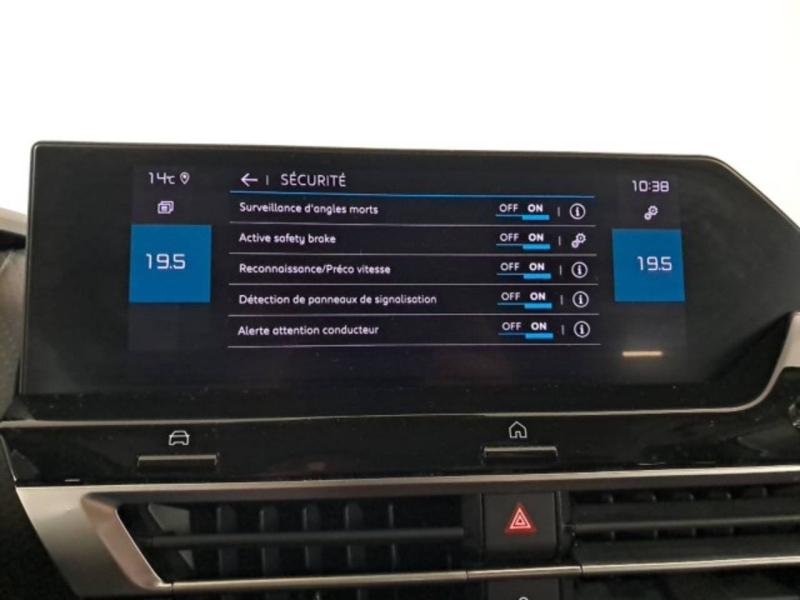 14°C
SÉCURITÉ
10:38
Surveillance d'angles morts OFF ON
Active safety brake OFF ON
19.5
19.5
Reconnaissance/Préco vitesse OFF ON
Détection de panneaux de signalisation OFF ON
Alerte attention conducteur OFF ON